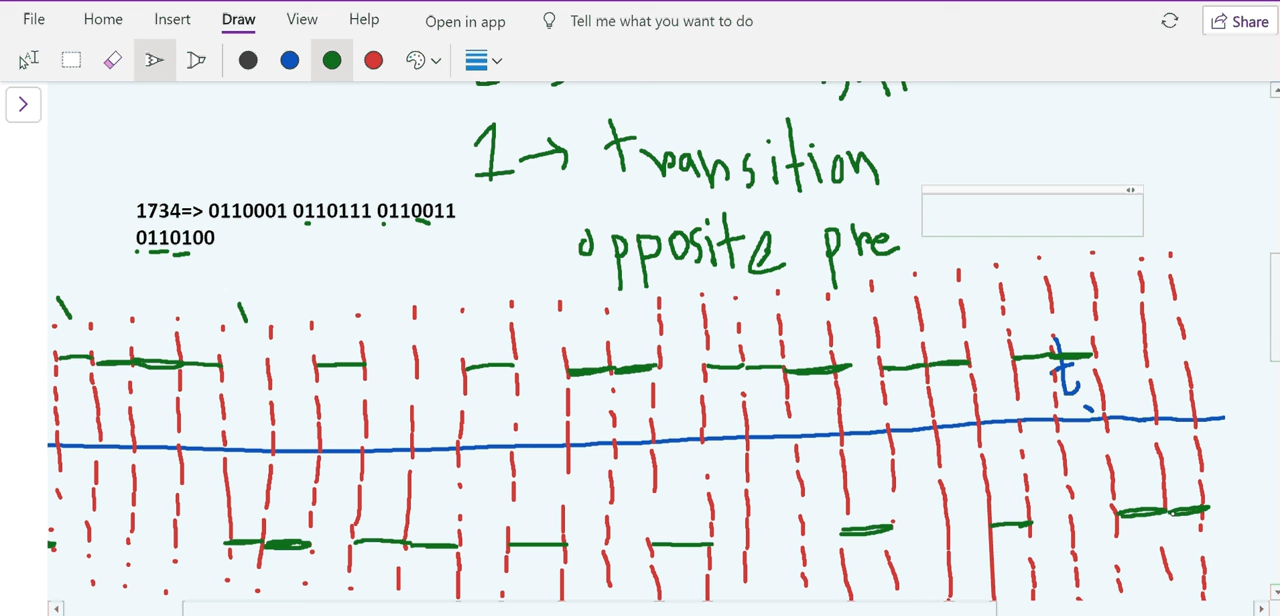 File Home Insert Draw View Help Open in app Tell me what you want to do Share
1 → transition
1734=> 0110001 0110111 0110011
0110100
opposite pre
t